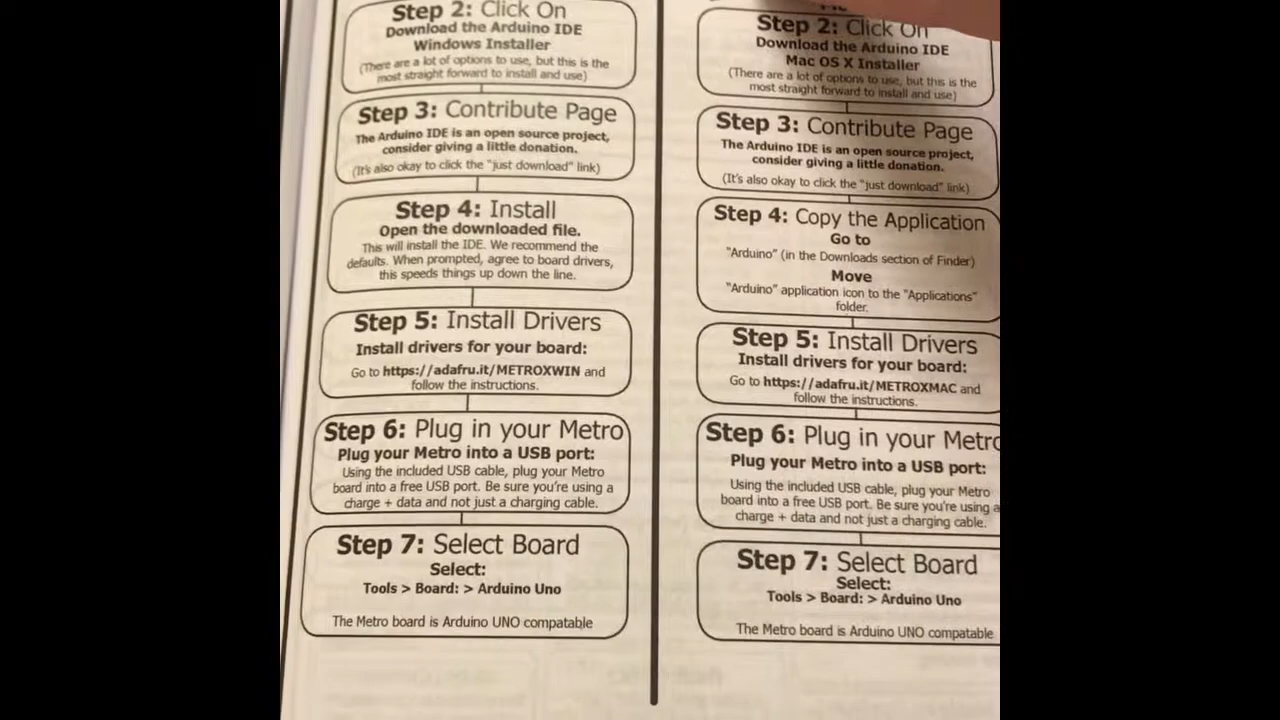 Step 2: Click On
Download the Arduino IDE
Windows Installer
(There are a lot of options to use, but this is the
most straight forward to install and use)
Step 3: Contribute Page
The Arduino IDE is an open source project,
consider giving a little donation.
(It's also okay to click the "just download" link)
Step 4: Install
Open the downloaded file.
This will install the IDE. We recommend the
defaults. When prompted, agree to board drivers,
this speeds things up down the line.
Step 5: Install Drivers
Install drivers for your board:
Go to https://adafru.it/METROXWIN and
follow the instructions.
Step 6: Plug in your Metro
Plug your Metro into a USB port:
Using the included USB cable, plug your Metro
board into a free USB port. Be sure you're using a
charge + data and not just a charging cable.
Step 7: Select Board
Select:
Tools > Board: > Arduino Uno
The Metro board is Arduino UNO compatable
Step 2: Click On
Download the Arduino IDE
Mac OS X Installer
(There are a lot of options to use, but this is the
most straight forward to install and use)
Step 3: Contribute Page
The Arduino IDE is an open source project,
consider giving a little donation.
(It's also okay to click the "just download" link)
Step 4: Copy the Application
Go to
"Arduino" (in the Downloads section of Finder)
Move
"Arduino" application icon to the "Applications"
folder.
Step 5: Install Drivers
Install drivers for your board:
Go to https://adafru.it/METROXMAC and
follow the instructions.
Step 6: Plug in your Metro
Plug your Metro into a USB port:
Using the included USB cable, plug your Metro
board into a free USB port. Be sure you're using a
charge + data and not just a charging cable.
Step 7: Select Board
Select:
Tools > Board: > Arduino Uno
The Metro board is Arduino UNO compatable